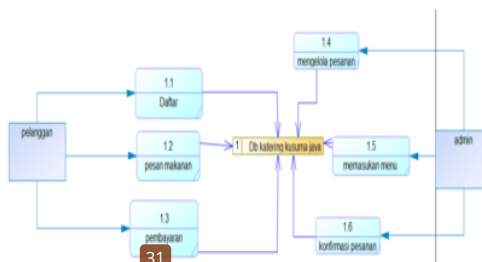 1.4
mengelola pesanan
1.1
Daftar
pelanggan
1.2
pesan makanan
1 Db katering kusuma java
1.5
memasukan menu
admin
1.3
pembayaran
1.6
konfirmasi pesanan
31